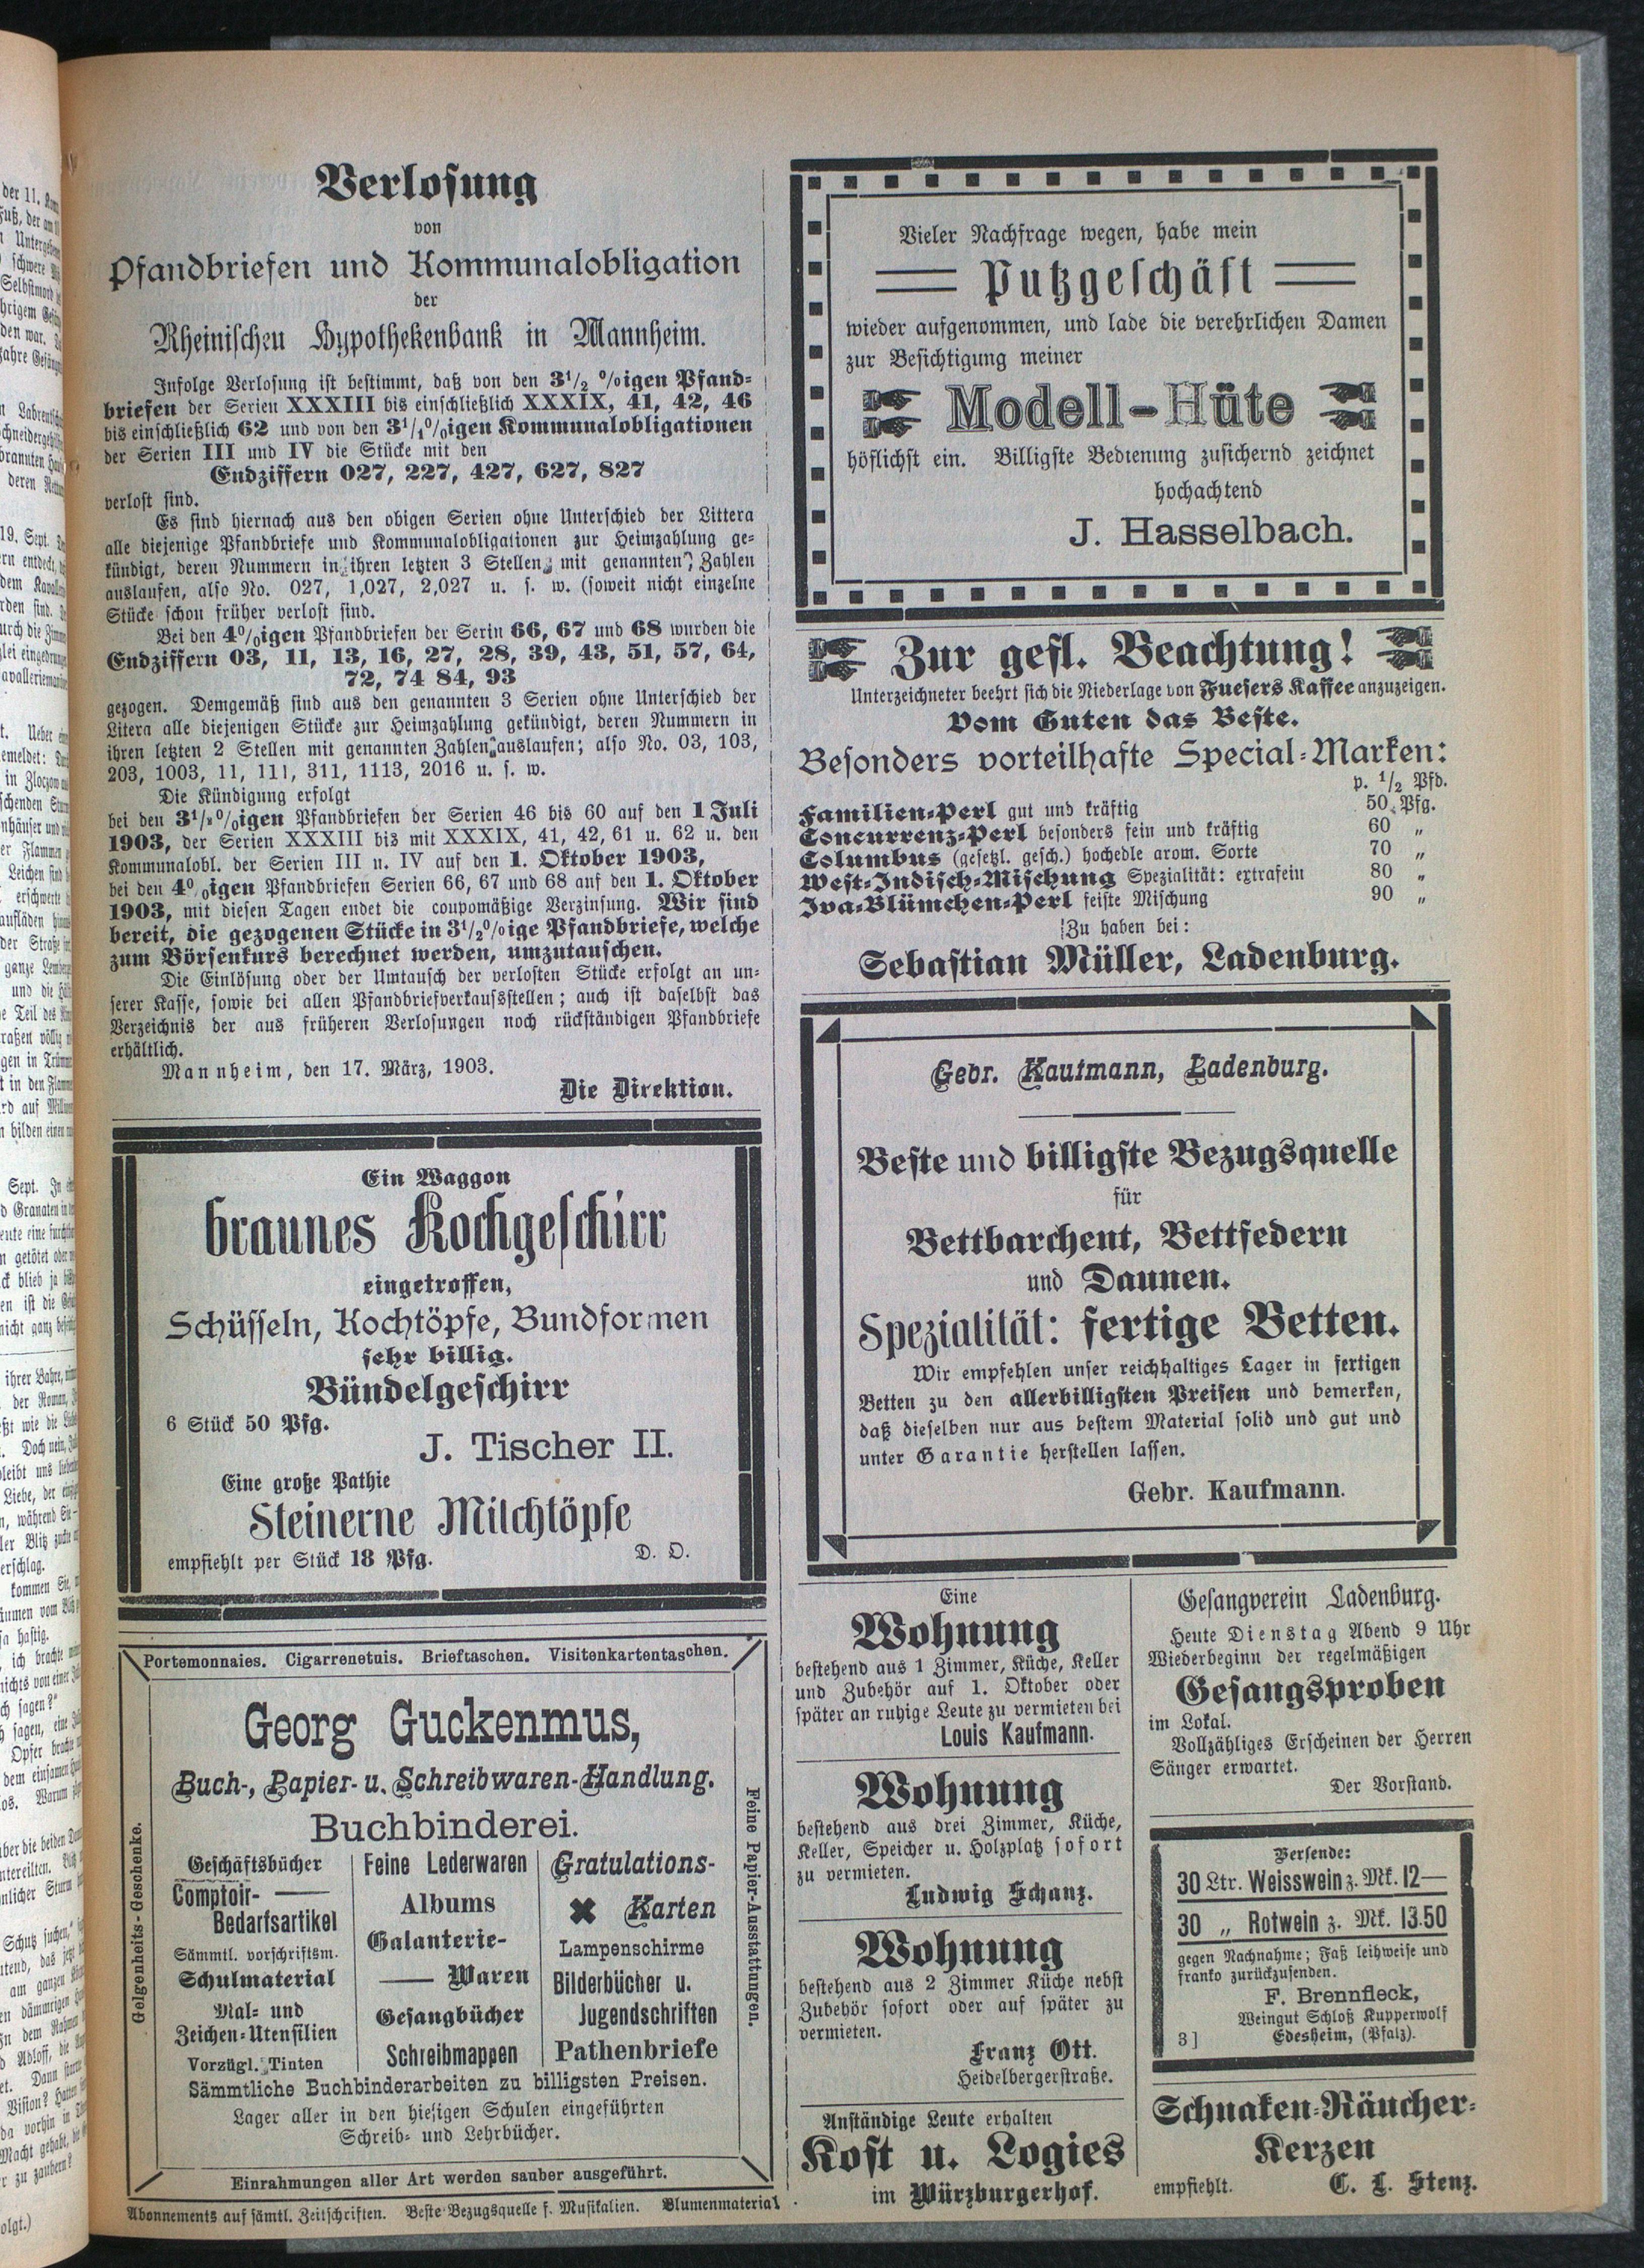 Verlosung
von
Pfandbriefen und Kommunalobligation
der
Rheinischen Hypothekenbank in Mannheim.
Infolge Verlosung ist bestimmt, daß von den 3 1/2 %igen Pfand-
briefen der Serien XXXIII bis einschließlich XXXIX, 41, 42, 46
bis einschließlich 62 und von den 3 1/1 %igen Kommunalobligationen
der Serien III und IV die Stücke mit den
Endziffern 027, 227, 427, 627, 827
verlost sind.
Es sind hiernach aus den obigen Serien ohne Unterschied der Littera
alle diejenige Pfandbriefe und Kommunalobligationen zur Heimzahlung ge-
kündigt, deren Nummern in ihren letzten 3 Stellen mit genannten Zahlen
auslaufen, also No. 027, 1,027, 2,027 u. s. w. (soweit nicht einzelne
Stücke schon früher verlost sind.
Bei den 4%igen Pfandbriefen der Serin 66, 67 und 68 wurden die
Endziffern 03, 11, 13, 16, 27, 28, 39, 43, 51, 57, 64,
72, 74 84, 93
gezogen. Demgemäß sind aus den genannten 3 Serien ohne Unterschied der
Litera alle diejenigen Stücke zur Heimzahlung gekündigt, deren Nummern in
ihren letzten 2 Stellen mit genannten Zahlen auslaufen; also No. 03, 103,
203, 1003, 11, 111, 311, 1113, 2016 u. s. w.
Die Kündigung erfolgt
bei den 3 1/2 %igen Pfandbriefen der Serien 46 bis 60 auf den 1 Juli
1903, der Serien XXXIII bis mit XXXIX, 41, 42, 61 u. 62 u. den
Kommunalobl. der Serien III u. IV auf den 1. Oktober 1903,
bei den 4%igen Pfandbriefen Serien 66, 67 und 68 auf den 1. Oktober
1903, mit diesen Tagen endet die coupomäßige Verzinsung. Wir sind
bereit, die gezogenen Stücke in 3 1/2 %ige Pfandbriefe, welche
zum Börsenkurs berechnet werden, umzutauschen.
Die Einlösung oder der Umtausch der verlosten Stücke erfolgt an un-
serer Kasse, sowie bei allen Pfandbriefverkaufsstellen; auch ist daselbst das
Verzeichnis der aus früheren Verlosungen noch rückständigen Pfandbriefe
erhältlich.
Mannheim, den 17. März, 1903.
Die Direktion.
Ein Waggon
braunes Kochgeschirr
eingetroffen,
Schüsseln, Kochtöpfe, Bundformen
sehr billig.
Bündelgeschirr
6 Stück 50 Pfg.
J. Tischer II.
Eine große Pathie
Steinerne Milchtöpfe
empfiehlt per Stück 18 Pfg. D. O.
Portemonnaies. Cigarrenetuis. Brieftaschen. Visitenkartentaschen.
Gelgenheits-Geschenke.
Georg Guckenmus,
Buch-, Papier- u. Schreibwaren-Handlung.
Buchbinderei.
Geschäftsbücher
Comptoir-
Bedarfsartikel
Sämmtl. vorschriftsm.
Schulmaterial
Mal- und
Zeichen-Utensilien
Vorzügl. Tinten
Feine Lederwaren
Albums
Galanterie-
Waren
Gesangbücher
Schreibmappen
Gratulations-
Karten
Lampenschirme
Bilderbücher u.
Jugendschriften
Pathenbriefe
Feine Papier-Ausstattungen.
Sämmtliche Buchbinderarbeiten zu billigsten Preisen.
Lager aller in den hiesigen Schulen eingeführten
Schreib- und Lehrbücher.
Einrahmungen aller Art werden sauber ausgeführt.
Abonnements auf sämtl. Zeitschriften. Beste Bezugsquelle f. Musikalien. Blumenmaterial.
Vieler Nachfrage wegen, habe mein
Putzgeschäft
wieder aufgenommen, und lade die verehrlichen Damen
zur Besichtigung meiner
Modell-Hüte
höflichst ein. Billigste Bedienung zusichernd zeichnet
hochachtend
J. Hasselbach.
Zur gefl. Beachtung!
Unterzeichneter beehrt sich die Niederlage von Fuesers Kaffee anzuzeigen.
Vom Guten das Beste.
Besonders vorteilhafte Special-Marken:
p. 1/2 Pfd.
Familien-Perl gut und kräftig 50 Pfg.
Concurrenz-Perl besonders fein und kräftig 60 „
Columbus (gesetzl. gesch.) hochedle arom. Sorte 70 „
West-Indisch-Mischung Spezialität: extrafein 80 „
Iva-Blümchen-Perl feiste Mischung 90 „
Zu haben bei:
Sebastian Müller, Ladenburg.
Gebr. Kaufmann, Ladenburg.
Beste und billigste Bezugsquelle
für
Bettbarchent, Bettfedern
und Daunen.
Spezialität: fertige Betten.
Wir empfehlen unser reichhaltiges Lager in fertigen
Betten zu den allerbilligsten Preisen und bemerken,
daß dieselben nur aus bestem Material solid und gut und
unter Garantie herstellen lassen.
Gebr. Kaufmann.
Eine
Wohnung
bestehend aus 1 Zimmer, Küche, Keller
und Zubehör auf 1. Oktober oder
später an ruhige Leute zu vermieten bei
Louis Kaufmann.
Wohnung
bestehend aus drei Zimmer, Küche,
Keller, Speicher u. Holzplatz sofort
zu vermieten.
Ludwig Schanz.
Wohnung
bestehend aus 2 Zimmer Küche nebst
Zubehör sofort oder auf später zu
vermieten.
Franz Ott.
Heidelbergerstraße.
Anständige Leute erhalten
Kost u. Logies
im Würzburgerhof.
Gesangverein Ladenburg.
Heute Dienstag Abend 9 Uhr
Wiederbeginn der regelmäßigen
Gesangsproben
im Lokal.
Vollzähliges Erscheinen der Herren
Sänger erwartet.
Der Vorstand.
Versende:
30 Ltr. Weisswein z. Mk. 12—
30 „ Rotwein z. Mk. 13.50
gegen Nachnahme; Faß leihweise und
franko zurückzusenden.
F. Brennfleck,
Weingut Schloß Kupperwolf
3] Edesheim, (Pfalz).
Schnaken-Räucher-
Kerzen
empfiehlt. C. L. Stenz.